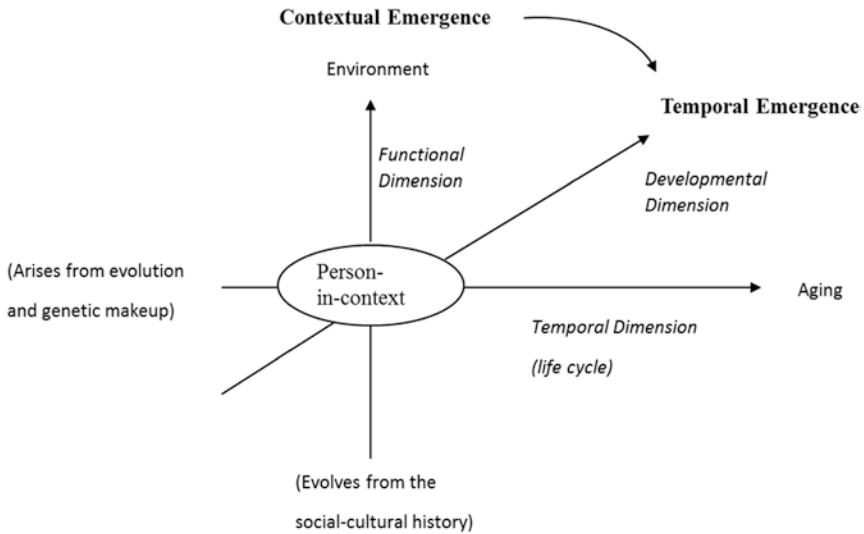 Contextual Emergence
Environment
Temporal Emergence
Functional
Dimension
Developmental
Dimension
(Arises from evolution
and genetic makeup)
Person-
in-context
Aging
Temporal Dimension
(life cycle)
(Evolves from the
social-cultural history)